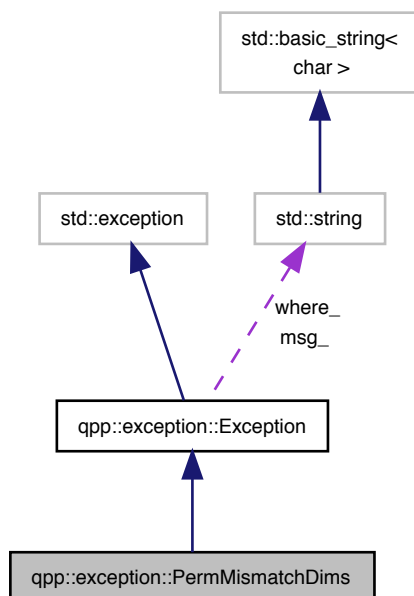 std::basic_string<
char >
std::exception
std::string
where_
msg_
qpp::exception::Exception
qpp::exception::PermMismatchDims